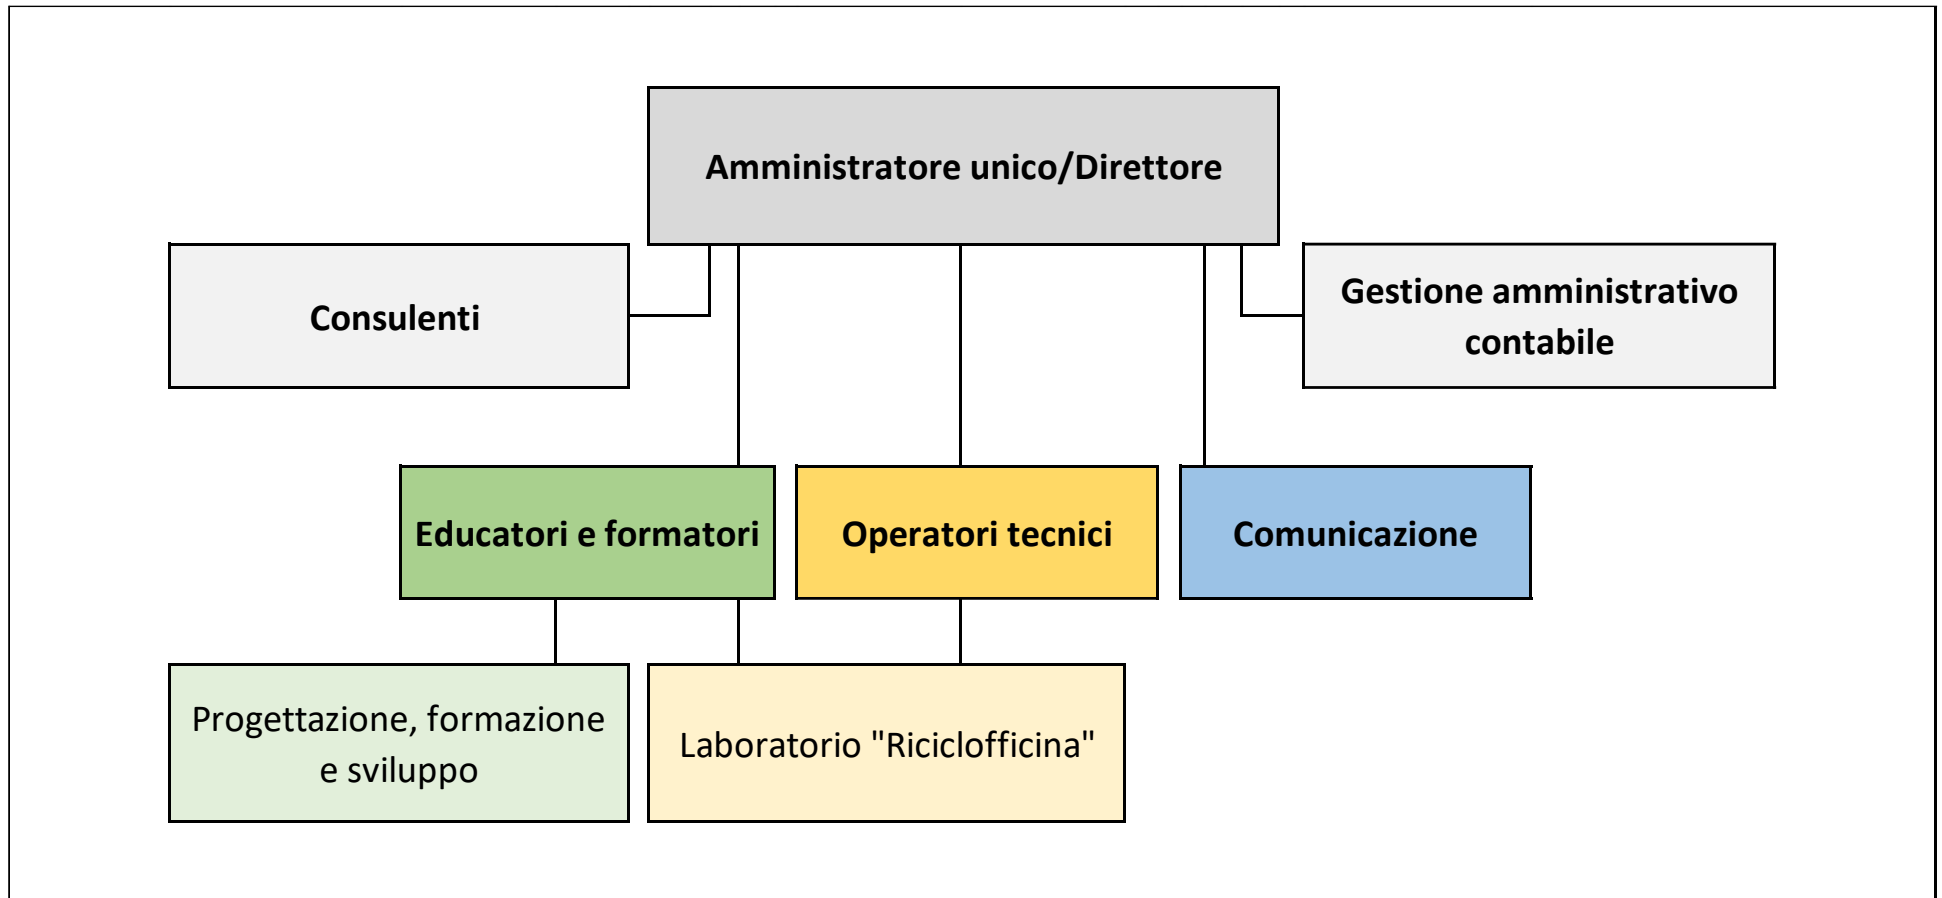 Amministratore unico/Direttore
Consulenti
Gestione amministrativo
contabile
Educatori e formatori
Operatori tecnici
Comunicazione
Progettazione, formazione
e sviluppo
Laboratorio "Riciclofficina"